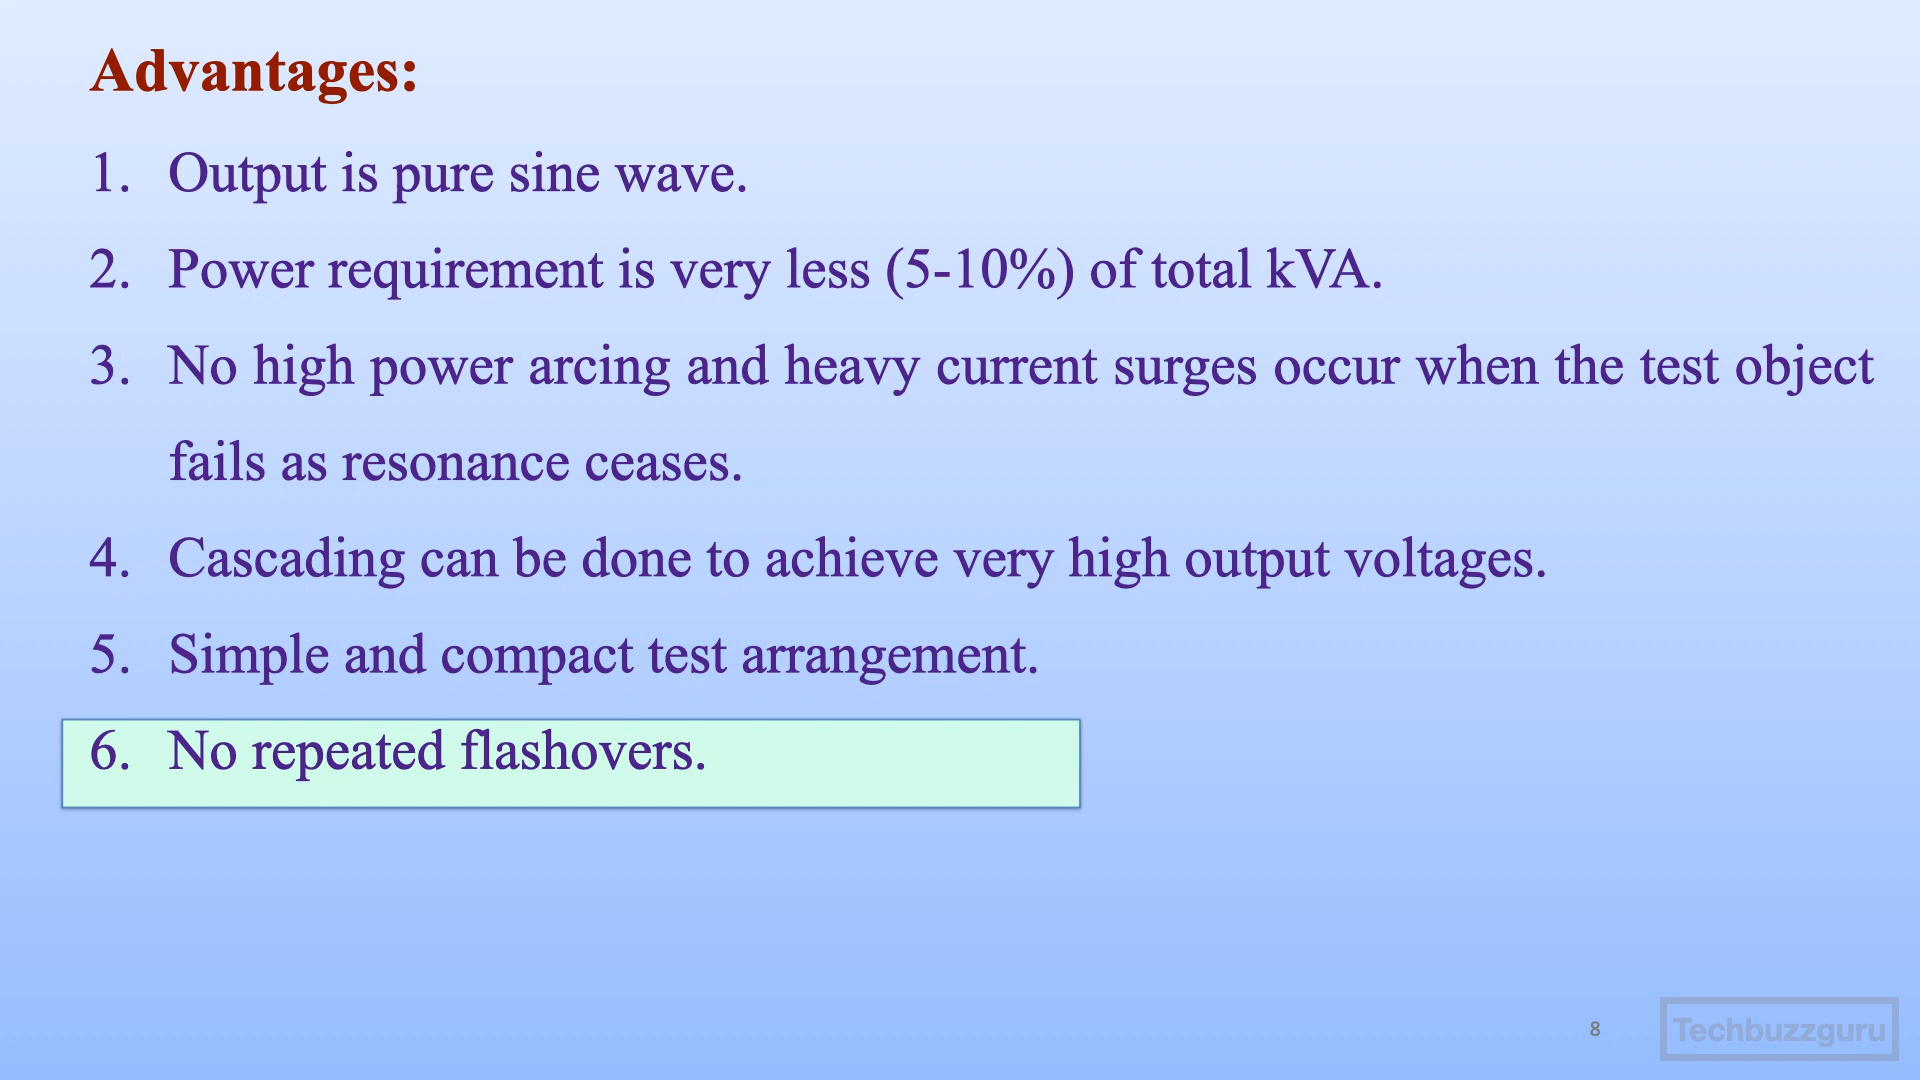 Advantages:
1. Output is pure sine wave.
2. Power requirement is very less (5-10%) of total kVA.
3. No high power arcing and heavy current surges occur when the test object
fails as resonance ceases.
4. Cascading can be done to achieve very high output voltages.
5. Simple and compact test arrangement.
6. No repeated flashovers.
8
Techbuzzguru